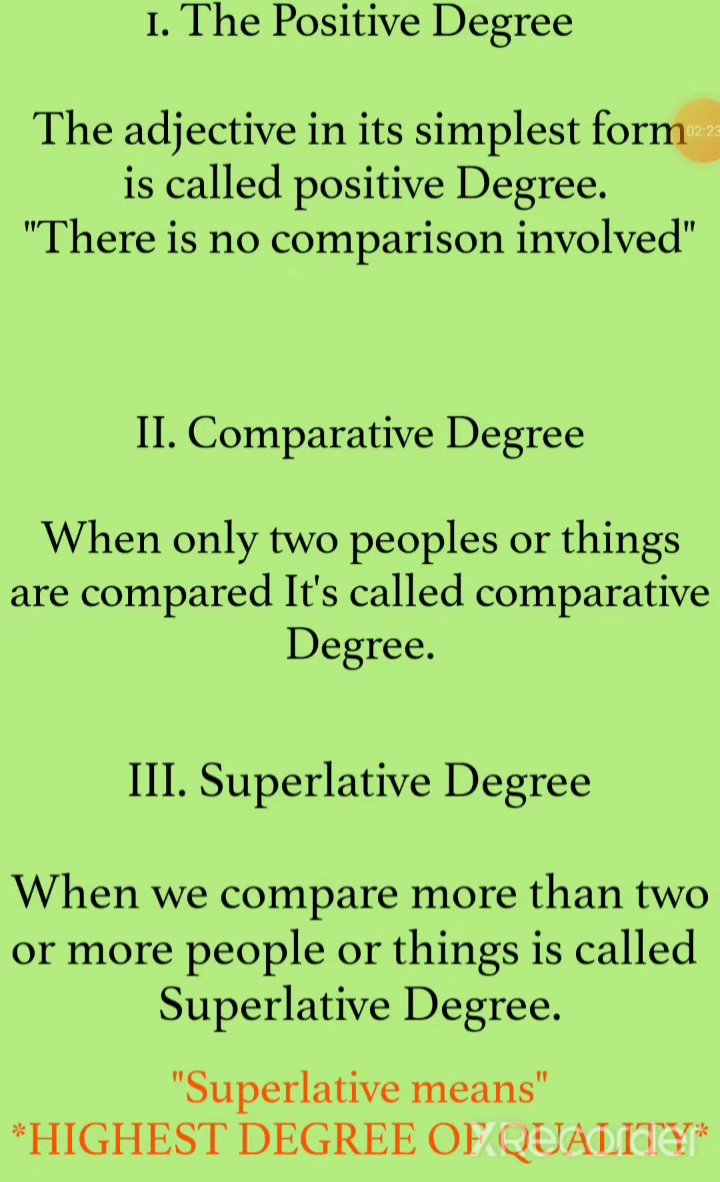 I. The Positive Degree
The adjective in its simplest form
02:23
is called positive Degree.
"There is no comparison involved"
II. Comparative Degree
When only two peoples or things
are compared It's called comparative
Degree.
III. Superlative Degree
When we compare more than two
or more people or things is called
Superlative Degree.
"Superlative means"
*HIGHEST DEGREE OF QUALITY*
XRecorder